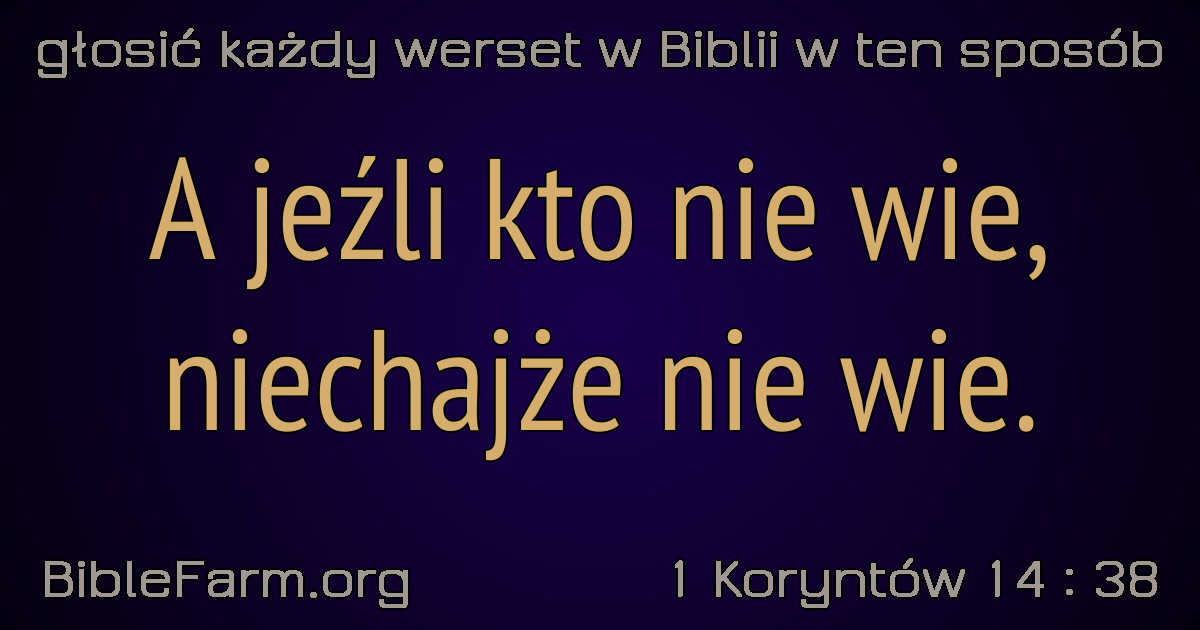 głosić każdy werset w Biblii w ten sposób
A jeźli kto nie wie,
niechajże nie wie.
BibleFarm.org
1 Koryntów 14 : 38